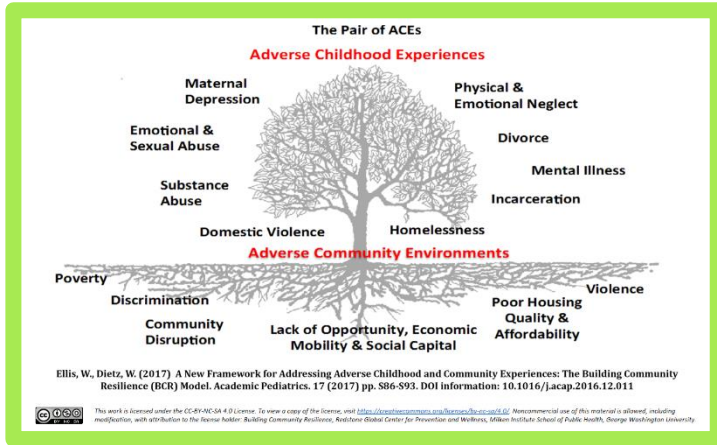 The Pair of ACEs
Adverse Childhood Experiences
Maternal
Depression
Physical &
Emotional Neglect
Emotional &
Sexual Abuse
Divorce
Mental Illness
Substance
Abuse
Incarceration
Domestic Violence
Homelessness
Adverse Community Environments
Poverty
Violence
Discrimination
Poor Housing
Quality &
Affordability
Community
Disruption
Lack of Opportunity, Economic
Mobility & Social Capital
Ellis, W., Dietz, W. (2017) A New Framework for Addressing Adverse Childhood and Community Experiences: The Building Community
Resilience (BCR) Model. Academic Pediatrics. 17 (2017) pp. S86-S93. DOI information: 10.1016/j.acap.2016.12.011
This work is licensed under the CC-BY-NC-SA 4.0 License. To view a copy of the license, visit https://creativecommons.org/licenses/by-nc-sa/4.0/. Noncommercial use of this material is allowed, including
modification, with attribution to the license holder: Building Community Resilience, Redstone Global Center for Prevention and Wellness, Milken Institute School of Public Health, George Washington University
CC BY NC SA